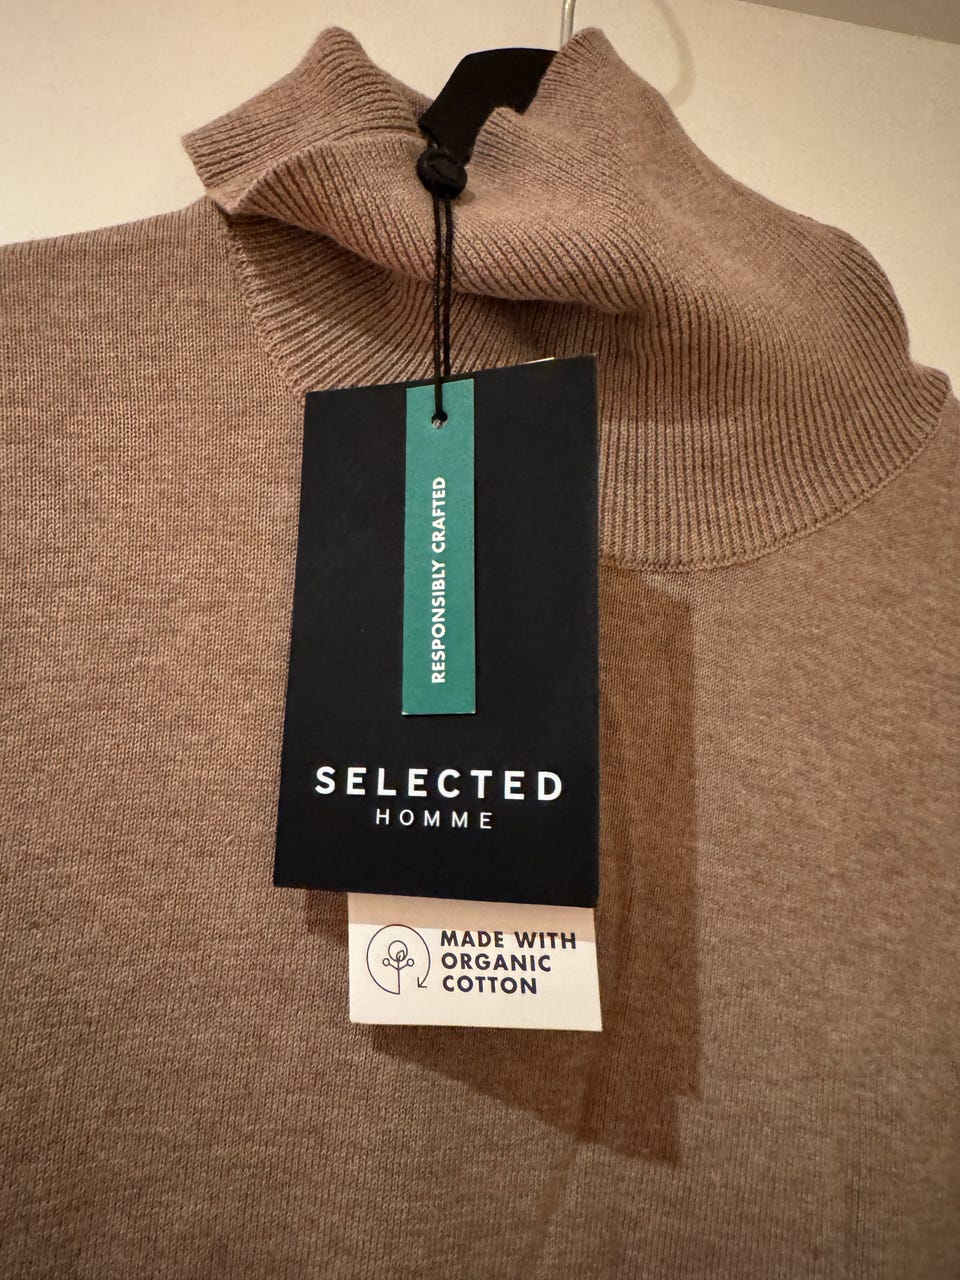 RESPONSIBLY CRAFTED
SELECTED
HOMME
MADE WITH
ORGANIC
COTTON